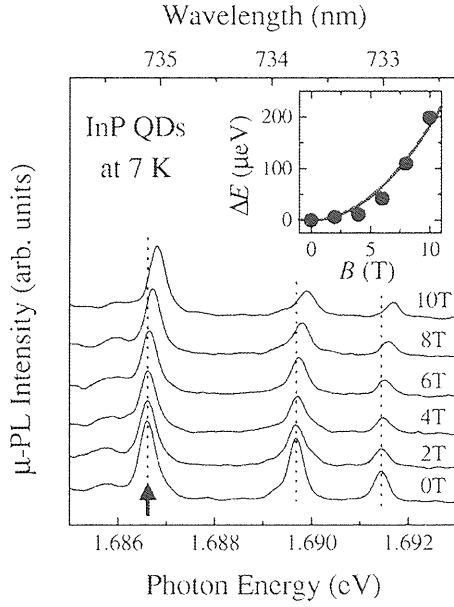 Wavelength (nm)
735 734 733
InP QDs
at 7 K
200
100
0
ΔE (μeV)
0 5 10
B (T)
μ-PL Intensity (arb. units)
10T
8T
6T
4T
2T
0T
1.686 1.688 1.690 1.692
Photon Energy (eV)